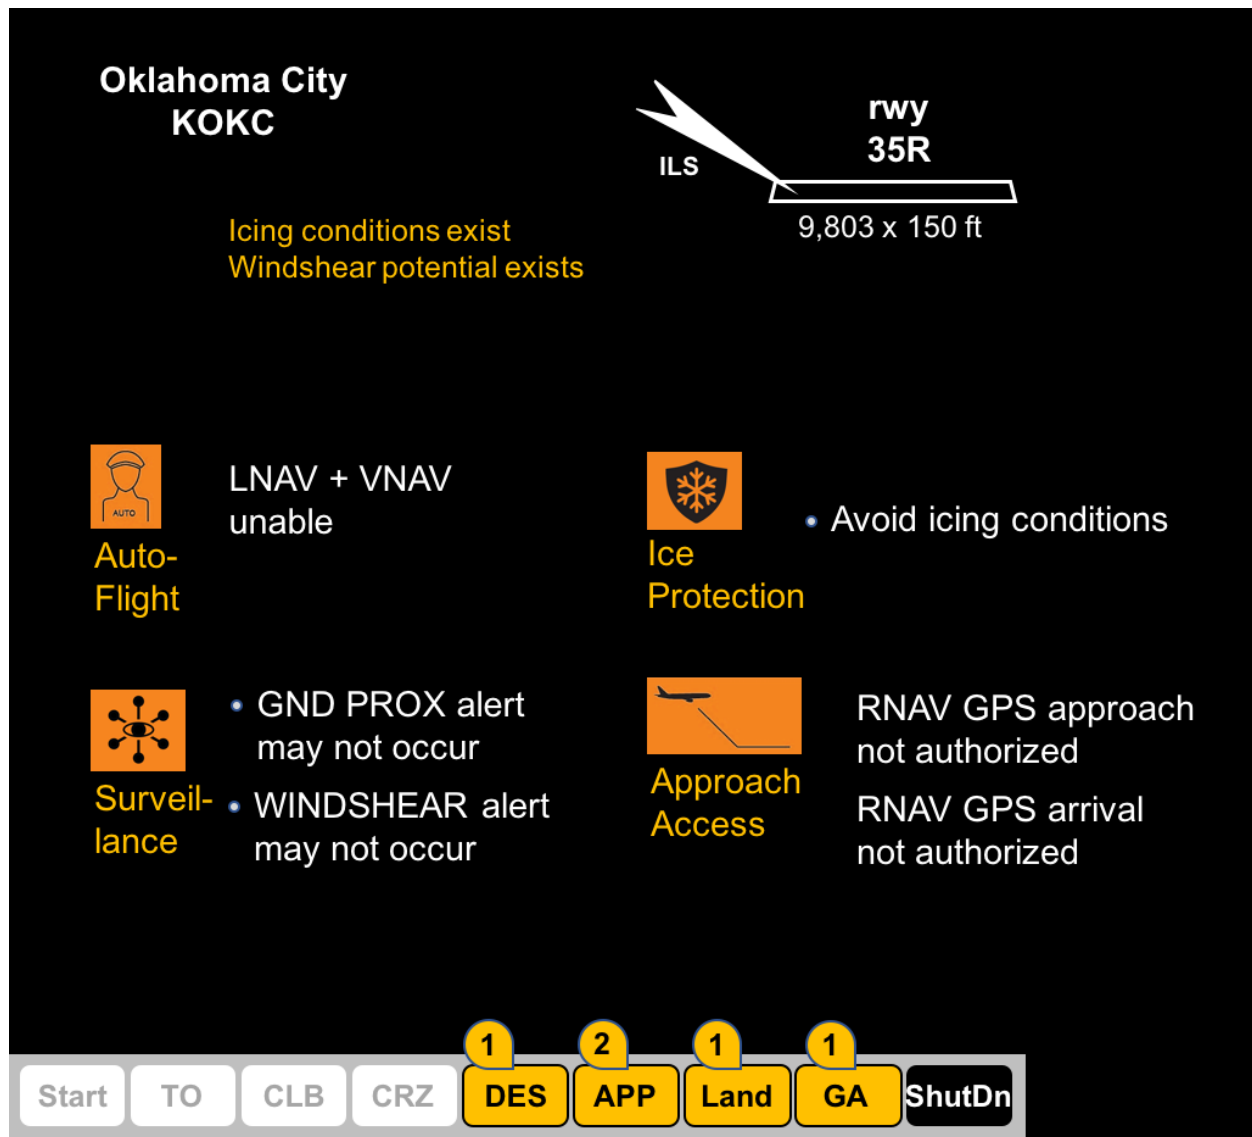 Oklahoma City
KOKC
rwy
35R
ILS
9,803 x 150 ft
Icing conditions exist
Windshear potential exists
AUTO
Auto-
Flight
LNAV + VNAV
unable
Ice
Protection
• Avoid icing conditions
Surveil-
lance
• GND PROX alert
may not occur
• WINDSHEAR alert
may not occur
Approach
Access
RNAV GPS approach
not authorized
RNAV GPS arrival
not authorized
1 2 1 1
Start TO CLB CRZ DES APP Land GA ShutDn